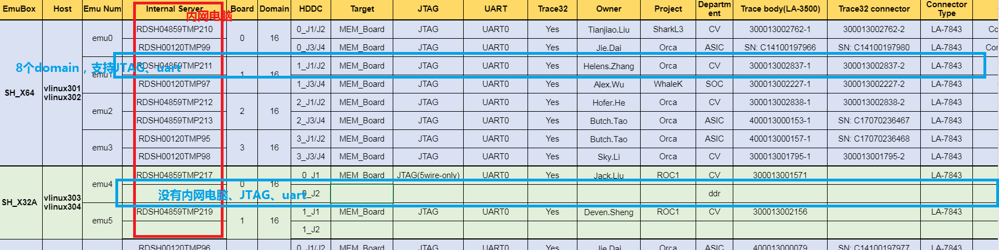 EmuBox Host Emu Num Internal Server Board Domain HDDC Target JTAG UART Trace32 Owner Project Department Trace body(LA-3500) Trace32 connector Connector Type
内网电脑
SH_X64 vlinux301 vlinux302
emu0 RDSH04859TMP210 0 16 0_J1/J2 MEM_Board JTAG UART0 Yes Tianjiao.Liu SharkL3 CV 300013002762-1 300013002762-2 LA-7843 Co
RDSH00120TMP99 0_J3/J4 MEM_Board JTAG UART0 Yes Jie.Dai Orca ASIC SN: C14100197966 SN: C14100197980 LA-7843 Con
8个domain，支持JTAG、uart
emu1 RDSH04859TMP211 1 16 1_J1/J2 MEM_Board JTAG UART0 Yes Helens.Zhang Orca CV 300013002837-1 300013002837-2 LA-7843
RDSH00120TMP97 1_J3/J4 MEM_Board JTAG UART0 Yes Alex.Wu WhaleK SOC 300013002227-1 300013002227-2 LA-7843
emu2 RDSH04859TMP212 2 16 2_J1/J2 MEM_Board JTAG UART0 Yes Hofer.He Orca CV 300013002838-1 300013002838-2 LA-7843
RDSH04859TMP213 2_J3/J4 MEM_Board JTAG UART0 Yes Butch.Tao Orca ASIC 400013000153-1 SN: C17070236467 LA-7843
emu3 RDSH00120TMP95 3 16 3_J1/J2 MEM_Board JTAG UART0 Yes Butch.Tao Orca ASIC 400013000157-1 SN: C17070236468 LA-7843
RDSH00120TMP98 3_J3/J4 MEM_Board JTAG UART0 Yes Sky.Li Orca CV 300013001795-1 300013001795-2 LA-7843
SH_X32A vlinux303 vlinux304
emu4 RDSH04859TMP217 0 16 0_J1 MEM_Board JTAG(5wire-only) UART0 Yes Jack.Liu ROC1 CV 300013001571 LA-7843
没有内网电脑、JTAG、uart
0_J2 ddr
emu5 RDSH04859TMP219 1 16 1_J1 MEM_Board JTAG UART0 Yes Deven.Sheng ROC1 CV 300013002156 LA-7843
1_J2
RDSH00120TMP96 0_J1/J2 MEM_Board JTAG UART0 Yes Jie.Dai Orca ASIC 400013000079 SN: C14100197977 LA-7843